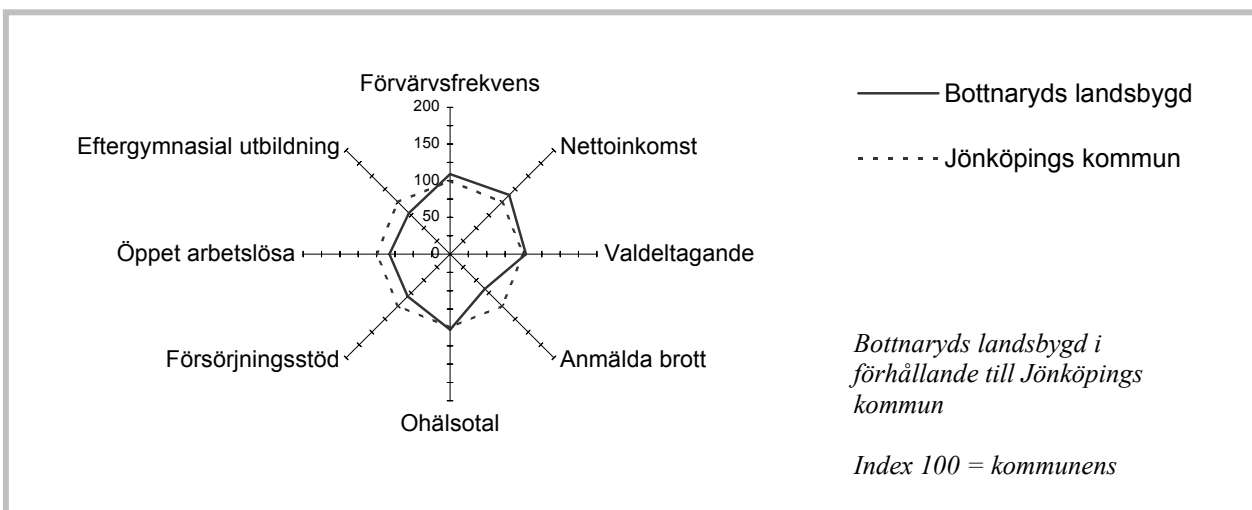 Förvärvsfrekvens
200
150
100
50
0
Eftergymnasial utbildning
Nettoinkomst
Öppet arbetslösa
Valdeltagande
Försörjningsstöd
Anmälda brott
Ohälsotal
Bottnaryds landsbygd
Jönköpings kommun
Bottnaryds landsbygd i
förhållande till Jönköpings
kommun
Index 100 = kommunens